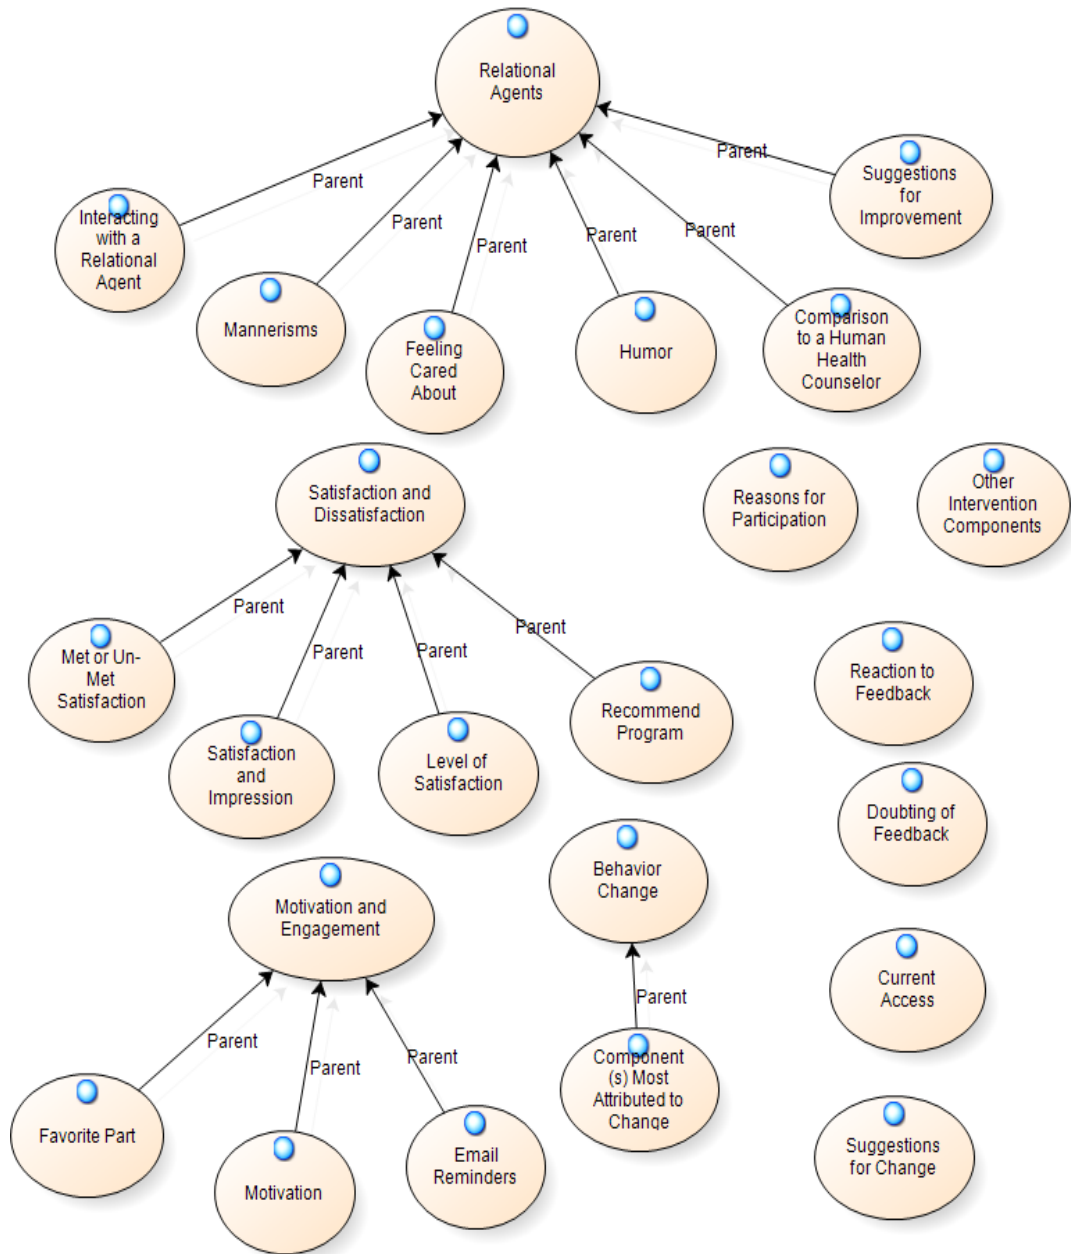 Relational
Agents
Parent
Parent
Parent
Parent
Parent
Parent
Interacting
with a
Relational
Agent
Mannerisms
Feeling
Cared
About
Humor
Comparison
to a Human
Health
Counselor
Suggestions
for
Improvement
Satisfaction and
Dissatisfaction
Parent
Parent
Parent
Parent
Met or Un-
Met
Satisfaction
Satisfaction
and
Impression
Level of
Satisfaction
Recommend
Program
Reasons for
Participation
Other
Intervention
Components
Reaction to
Feedback
Doubting of
Feedback
Current
Access
Suggestions
for Change
Motivation and
Engagement
Parent
Parent
Parent
Favorite Part
Motivation
Email
Reminders
Behavior
Change
Parent
Component
(s) Most
Attributed to
Change